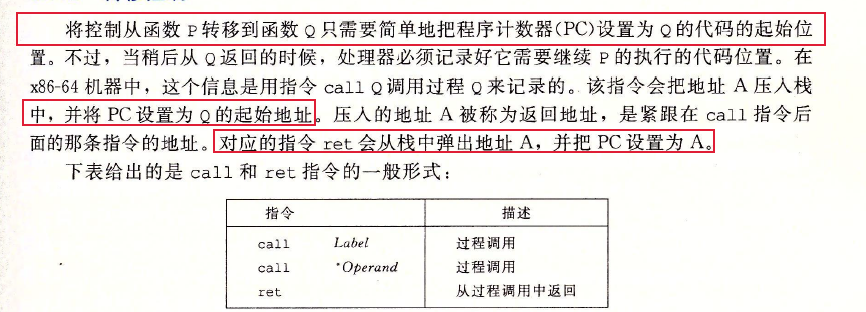 将控制从函数 P 转移到函数 Q 只需要简单地把程序计数器(PC)设置为 Q 的代码的起始位
置。不过，当稍后从 Q 返回的时候，处理器必须记录好它需要继续 P 的执行的代码位置。在
x86-64 机器中，这个信息是用指令 call Q 调用过程 Q 来记录的。该指令会把地址 A 压入栈
中，并将 PC 设置为 Q 的起始地址。压入的地址 A 被称为返回地址，是紧跟在 call 指令后
面的那条指令的地址。对应的指令 ret 会从栈中弹出地址 A，并把 PC 设置为 A。
下表给出的是 call 和 ret 指令的一般形式：
指令 描述
call Label 过程调用
call *Operand 过程调用
ret 从过程调用中返回